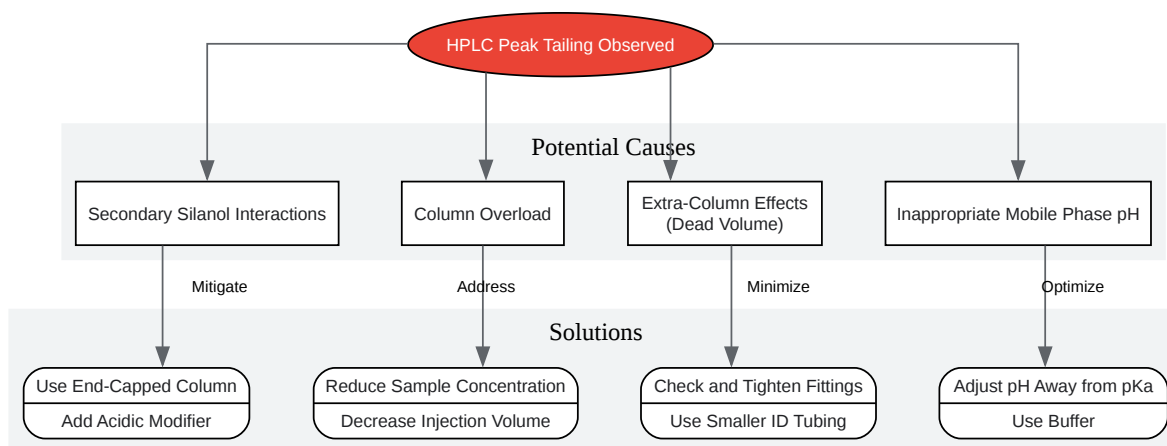 HPLC Peak Tailing Observed
Potential Causes
Secondary Silanol Interactions
Column Overload
Extra-Column Effects
(Dead Volume)
Inappropriate Mobile Phase pH
Mitigate
Address
Minimize
Optimize
Solutions
Use End-Capped Column
Add Acidic Modifier
Reduce Sample Concentration
Decrease Injection Volume
Check and Tighten Fittings
Use Smaller ID Tubing
Adjust pH Away from pKa
Use Buffer